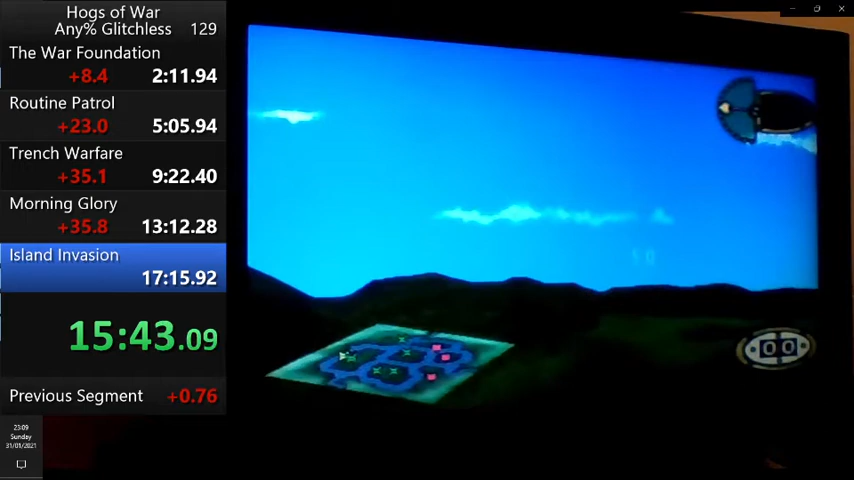 Hogs of War
Any% Glitchless 129
The War Foundation
+8.4 2:11.94
Routine Patrol
+23.0 5:05.94
Trench Warfare
+35.1 9:22.40
Morning Glory
+35.8 13:12.28
Island Invasion
17:15.92
15:43.09
Previous Segment +0.76
23:09
Sunday
31/01/2021
00